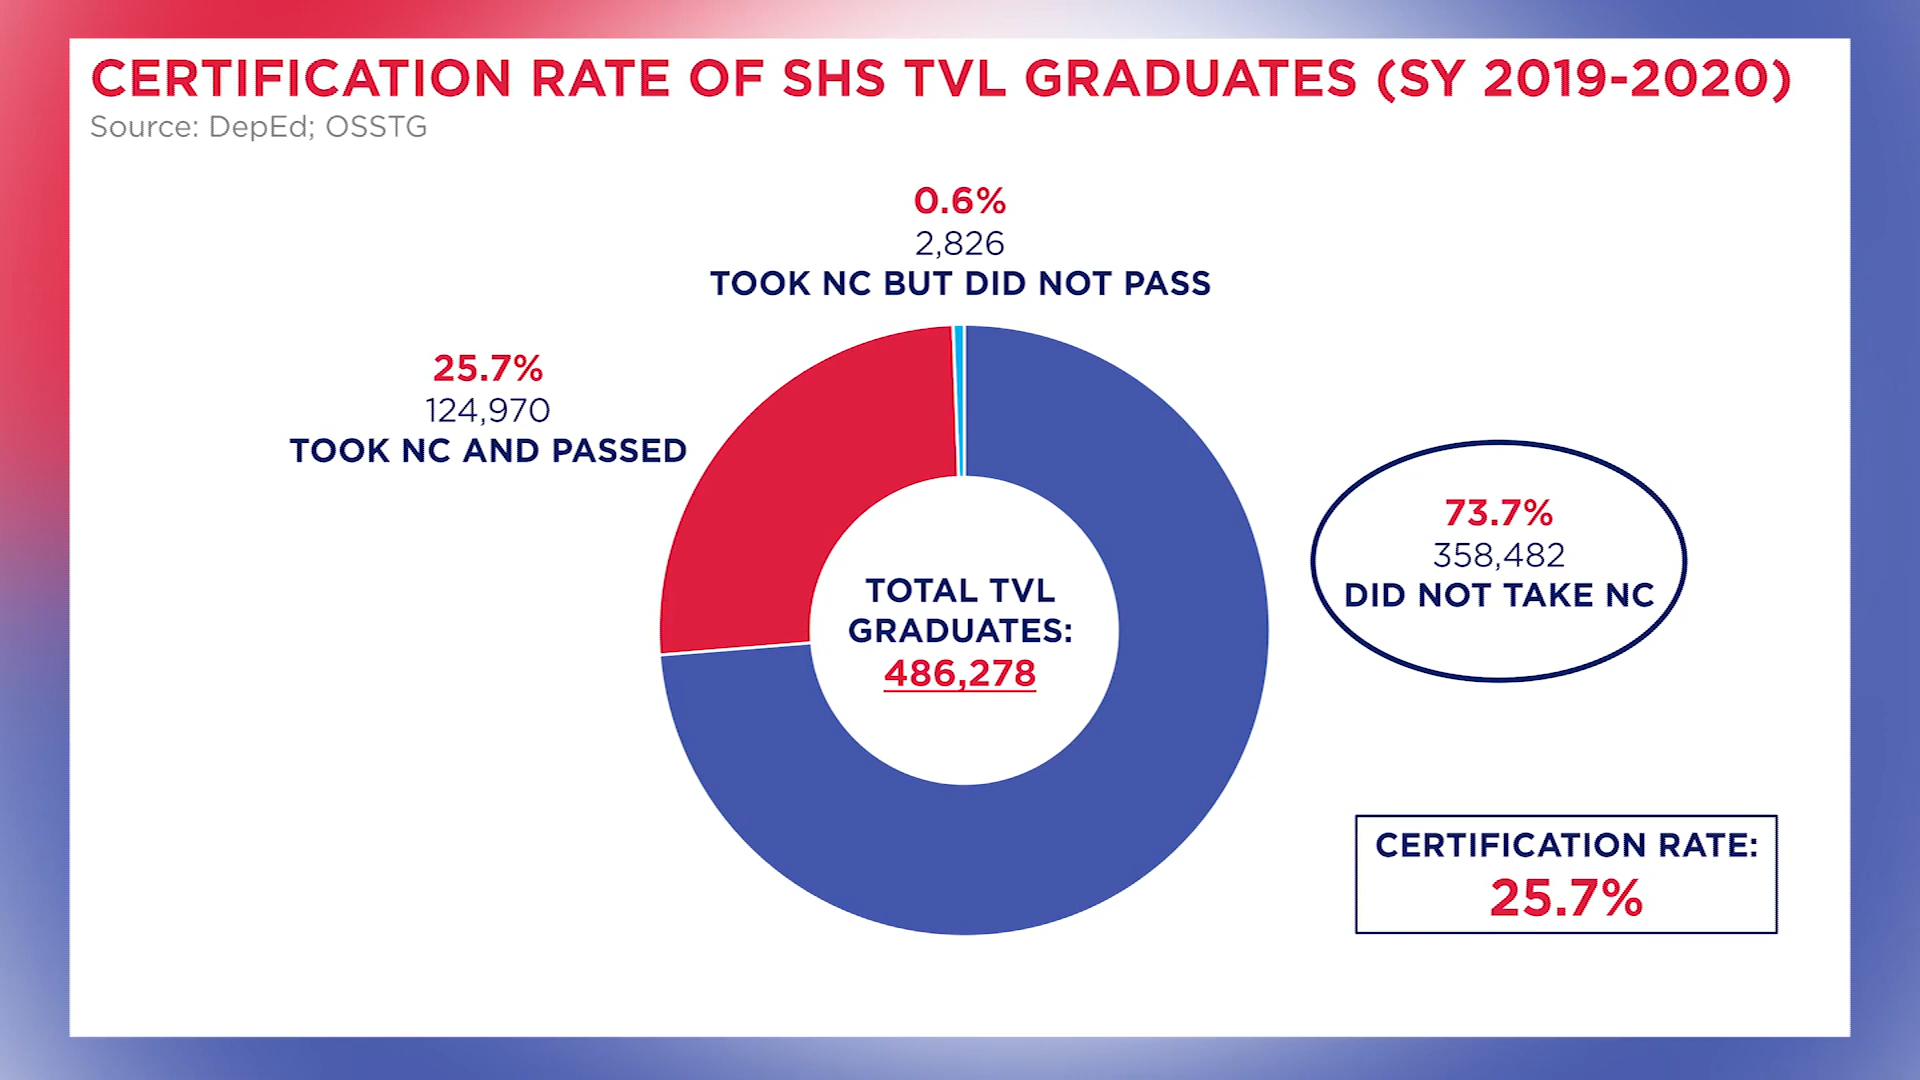 CERTIFICATION RATE OF SHS TVL GRADUATES (SY 2019-2020)
Source: DepEd; OSSTG
0.6%
2,826
TOOK NC BUT DID NOT PASS
25.7%
124,970
TOOK NC AND PASSED
73.7%
358,482
DID NOT TAKE NC
TOTAL TVL
GRADUATES:
486,278
CERTIFICATION RATE:
25.7%